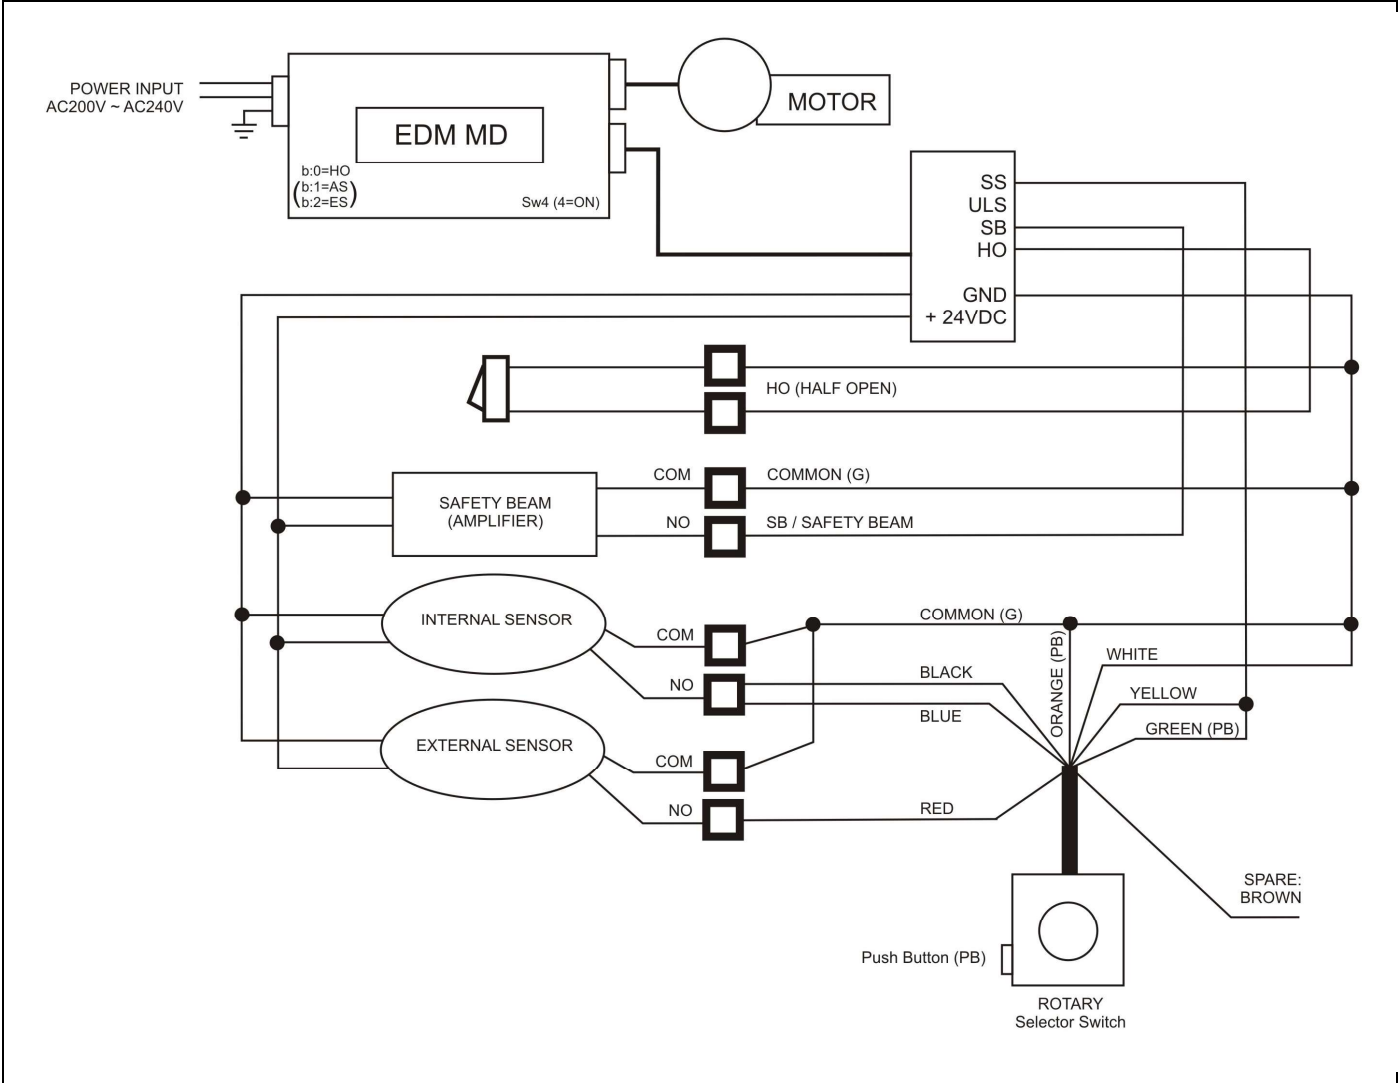 POWER INPUT
AC200V ~ AC240V
EDM MD
b:0=HO
(b:1=AS)
b:2=ES
Sw4 (4=ON)
MOTOR
SS
ULS
SB
HO
GND
+ 24VDC
HO (HALF OPEN)
SAFETY BEAM
(AMPLIFIER)
COM
COMMON (G)
NO
SB / SAFETY BEAM
INTERNAL SENSOR
COM
COMMON (G)
NO
BLACK
BLUE
ORANGE (PB)
WHITE
YELLOW
GREEN (PB)
EXTERNAL SENSOR
COM
NO
RED
SPARE:
BROWN
Push Button (PB)
ROTARY
Selector Switch